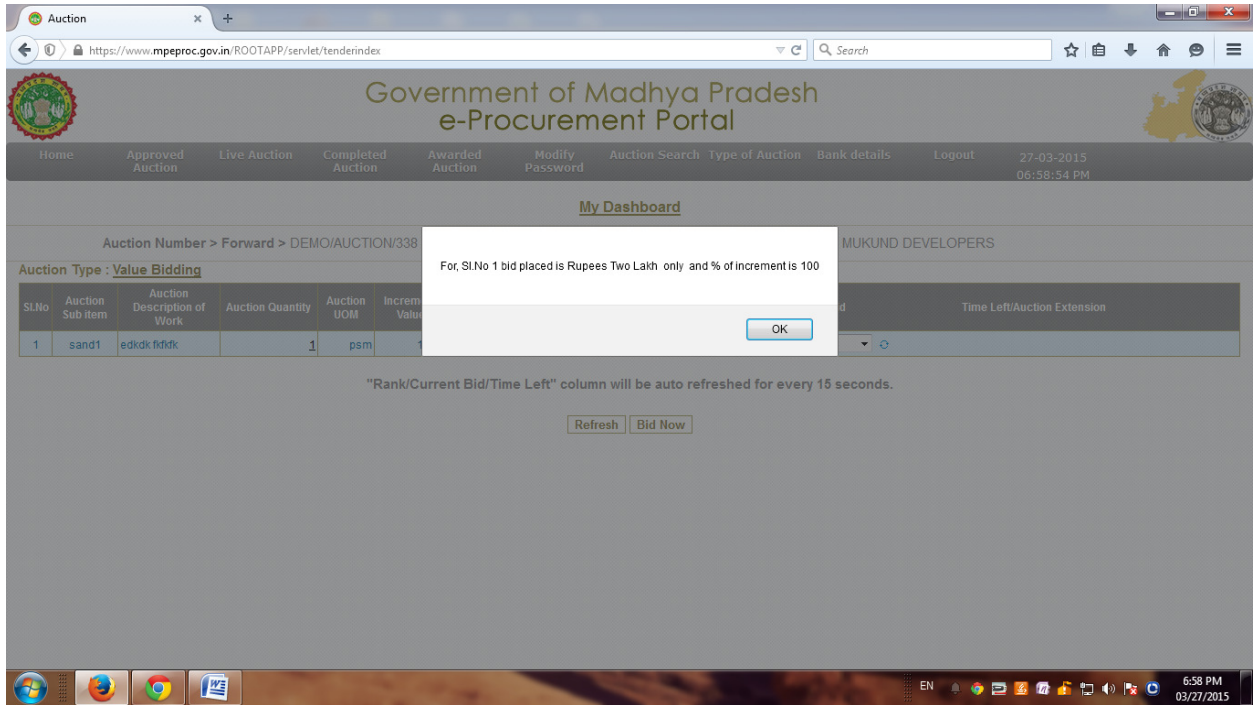 Auction
https://www.mpeproc.gov.in/ROOTAPP/servlet/tenderindex
Search
Government of Madhya Pradesh
e-Procurement Portal
Home Approved Auction Live Auction Completed Auction Awarded Auction Modify Password Auction Search Type of Auction Bank details Logout 27-03-2015 06:58:54 PM
My Dashboard
Auction Number > Forward > DEMO/AUCTION/338 MUKUND DEVELOPERS
For, Sl.No 1 bid placed is Rupees Two Lakh only and % of increment is 100
OK
Auction Type : Value Bidding
Sl.No Auction Sub item Auction Description of Work Auction Quantity Auction UOM Increm Value d Time Left/Auction Extension
1 sand1 1 psm 1
"Rank/Current Bid/Time Left" column will be auto refreshed for every 15 seconds.
Refresh Bid Now
EN
6:58 PM
03/27/2015